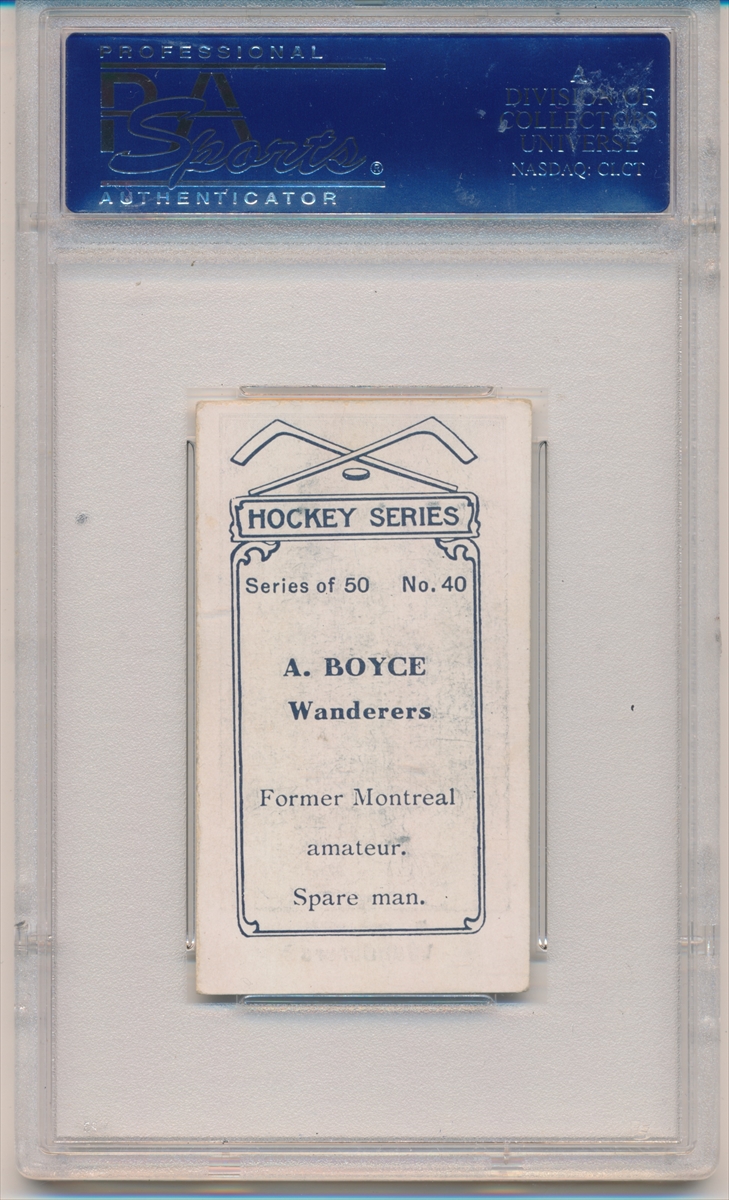 PROFESSIONAL
PSA
Sports®
AUTHENTICATOR
DIVISION OF
COLLECTORS
UNIVERSE
NASDAQ: CLCT
HOCKEY SERIES
Series of 50 No. 40
A. BOYCE
Wanderers
Former Montreal
amateur.
Spare man.